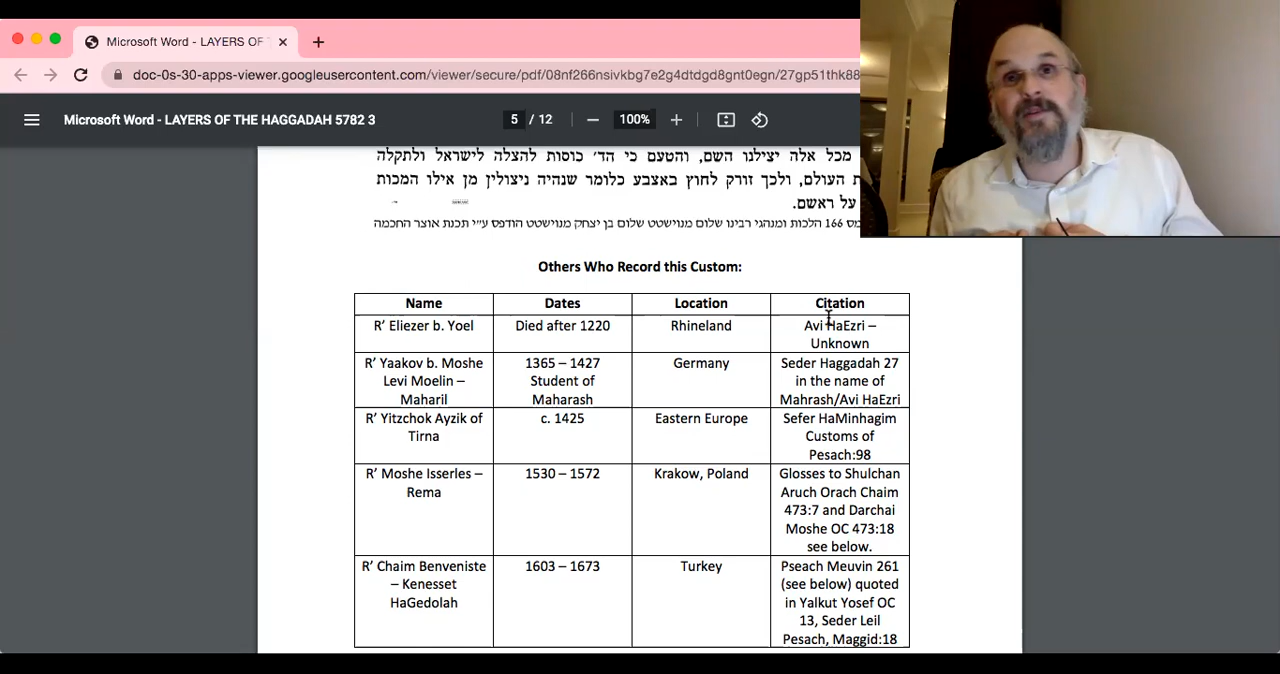 Microsoft Word - LAYERS OF T
doc-0s-30-apps-viewer.googleusercontent.com/viewer/secure/pdf/08nf266nsivkbg7e2g4dtdgd8gnt0egn/27gp51thk88
Microsoft Word - LAYERS OF THE HAGGADAH 5782 3
5 / 12
100%
מכל אלה יצילנו השם, והטעם כי הד׳ כוסות להצלה לישראל ולתקלה
ת העולם, ולכך זורק לחוץ באצבע כלומר שנהיה ניצולין מן אילו המכות
על ראשם.
מס 166 הלכות ומנהגי רבינו שלום מנוישטט שלום בן יצחק מנוישטט הודפס ע״י תכנת אוצר החכמה
Others Who Record this Custom:
Name Dates Location Citation
R’ Eliezer b. Yoel Died after 1220 Rhineland Avi HaEzri –
Unknown
R’ Yaakov b. Moshe 1365 – 1427 Germany Seder Haggadah 27
Levi Moelin – Student of in the name of
Maharil Maharash Mahrash/Avi HaEzri
R’ Yitzchok Ayzik of c. 1425 Eastern Europe Sefer HaMinhagim
Tirna Customs of
Pesach:98
R’ Moshe Isserles – 1530 – 1572 Krakow, Poland Glosses to Shulchan
Rema Aruch Orach Chaim
473:7 and Darchai
Moshe OC 473:18
see below.
R’ Chaim Benveniste 1603 – 1673 Turkey Pseach Meuvin 261
– Kenesset (see below) quoted
HaGedolah in Yalkut Yosef OC
13, Seder Leil
Pesach, Maggid:18